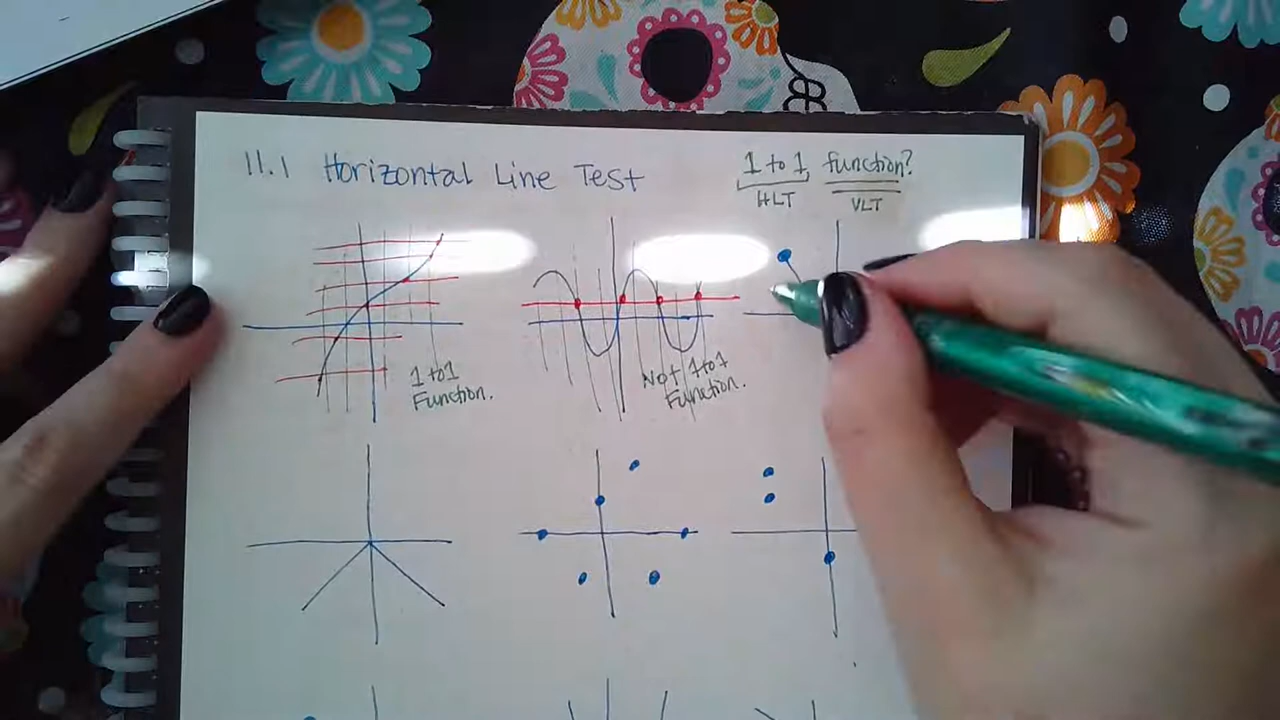 11.1 Horizontal Line Test
1 to 1, function?
HLT VLT
1 to 1
Function.
Not 1 to 1
Function.